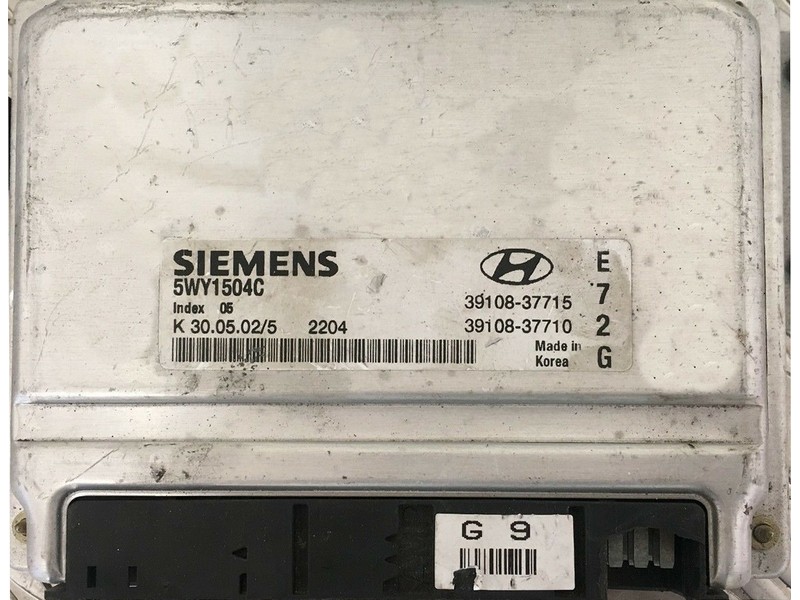 SIEMENS
5WY1504C
Index 05
K 30.05.02/5 2204
39108-37715
39108-37710
Made in
Korea
E
7
2
G
G 9